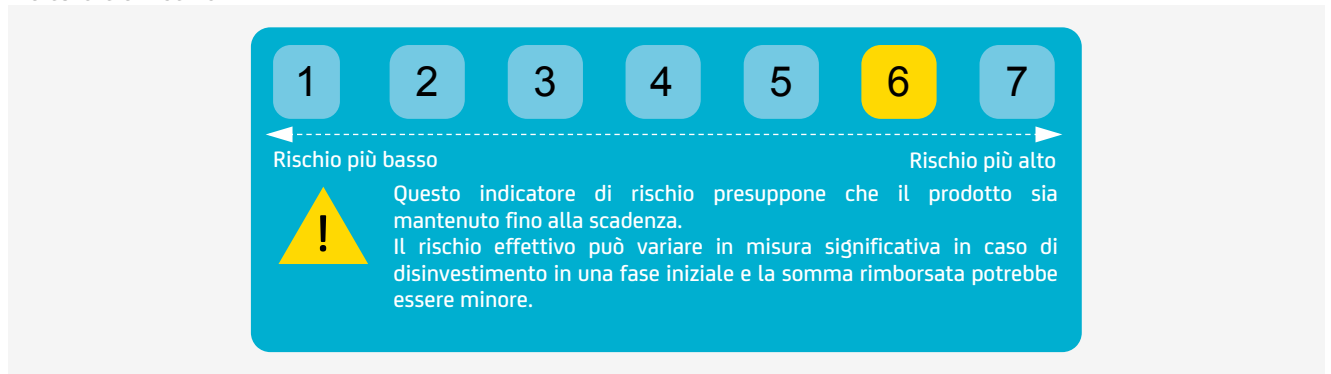 1 2 3 4 5 6 7
Rischio più basso Rischio più alto
Questo indicatore di rischio presuppone che il prodotto sia
mantenuto fino alla scadenza.
!
Il rischio effettivo può variare in misura significativa in caso di
disinvestimento in una fase iniziale e la somma rimborsata potrebbe
essere minore.